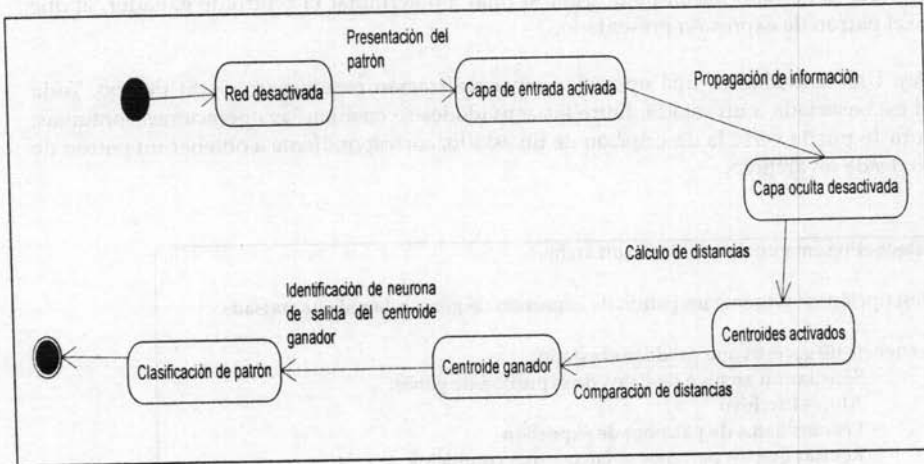 Presentación del
patrón
Red desactivada
Capa de entrada activada
Propagación de información
Capa oculta desactivada
Cálculo de distancias
Identificación de neurona
de salida del centroide
ganador
Centroides activados
Clasificación de patrón
Centroide ganador
Comparación de distancias